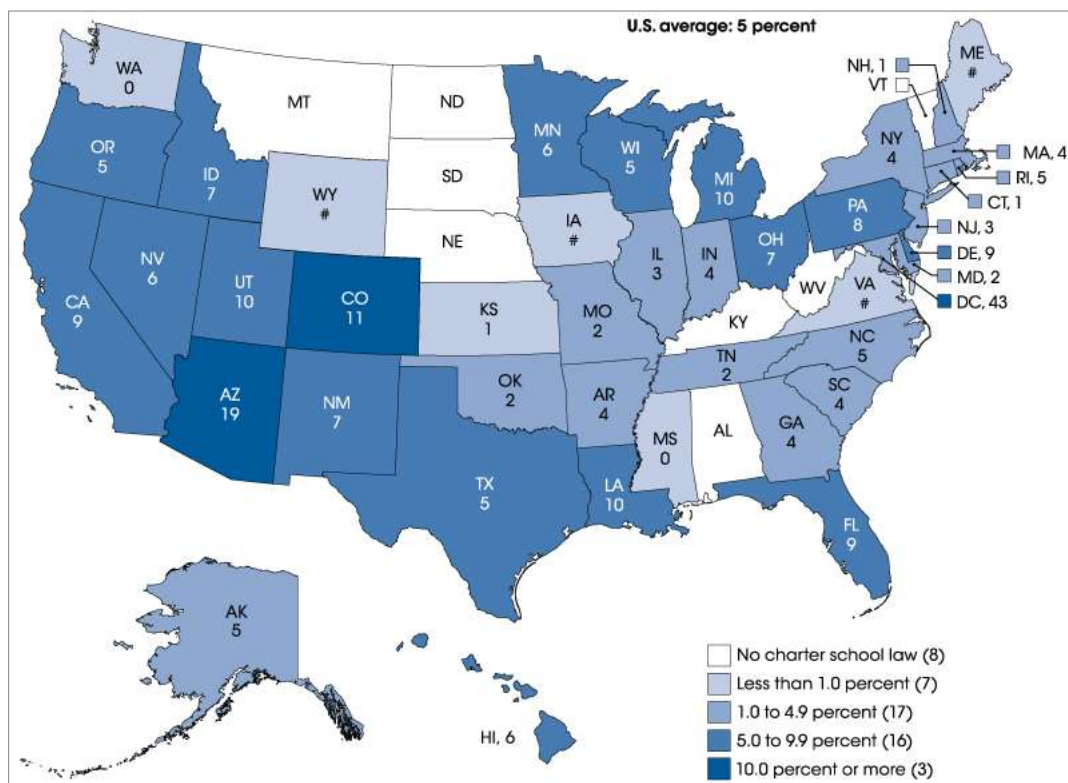 U.S. average: 5 percent
WA
0
MT
ND
MN
6
OR
5
ID
7
WY
#
SD
WI
5
MI
10
NY
4
NH, 1
VT
ME
#
MA, 4
RI, 5
CT, 1
NJ, 3
DE, 9
MD, 2
DC, 43
NE
IA
#
IL
3
IN
4
OH
7
PA
8
WV
VA
#
CA
9
NV
6
UT
10
CO
11
KS
1
MO
2
KY
TN
2
NC
5
SC
4
AZ
19
NM
7
OK
2
AR
4
MS
0
AL
GA
4
TX
5
LA
10
FL
9
AK
5
HI, 6
No charter school law (8)
Less than 1.0 percent (7)
1.0 to 4.9 percent (17)
5.0 to 9.9 percent (16)
10.0 percent or more (3)